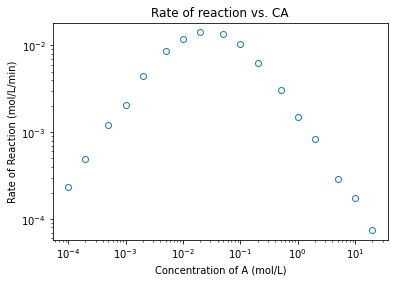 Rate of reaction vs. CA
Rate of Reaction (mol/L/min)
10⁻²
10⁻³
10⁻⁴
10⁻⁴ 10⁻³ 10⁻² 10⁻¹ 10⁰ 10¹
Concentration of A (mol/L)